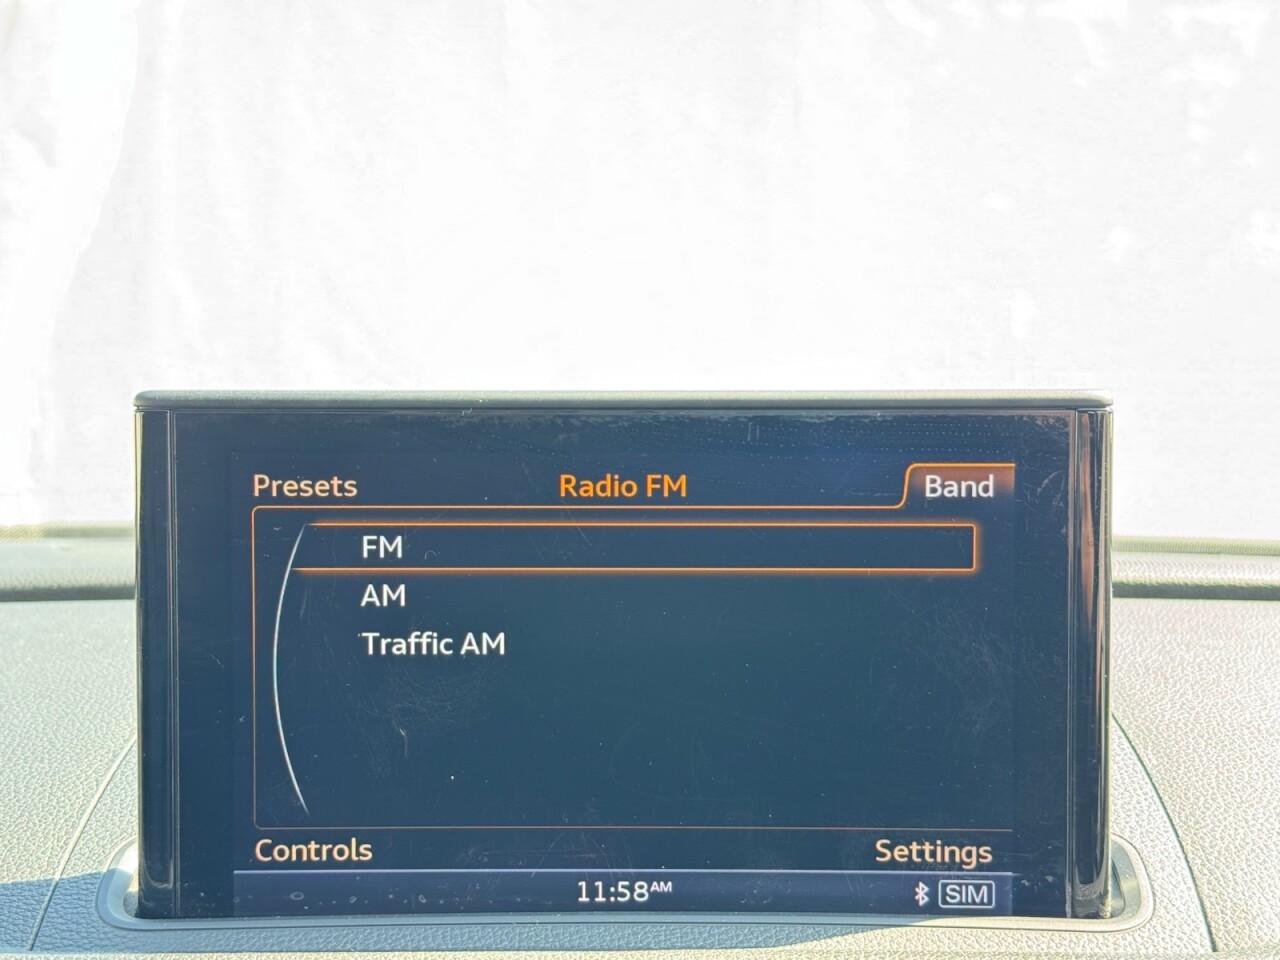 Presets Radio FM Band
FM
AM
Traffic AM
Controls Settings
11:58AM SIM